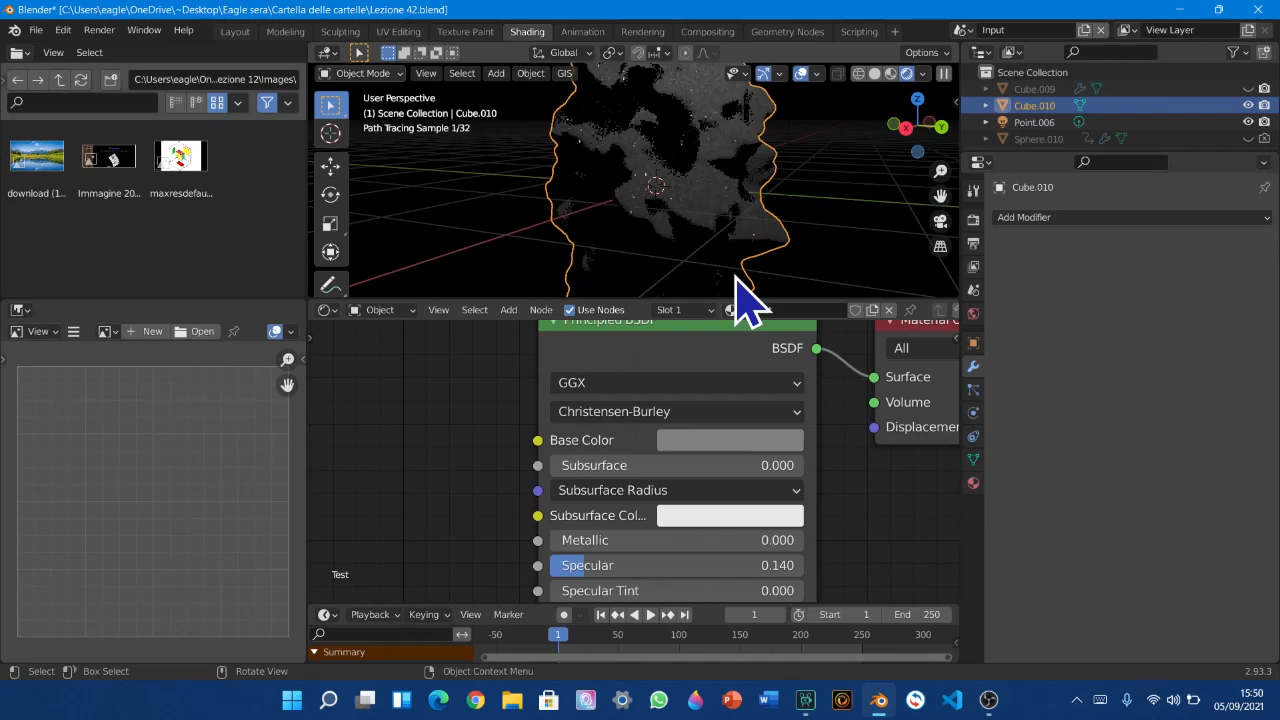 Blender* [C:\Users\eagle\OneDrive\~Desktop\Eagle sera\Cartella delle cartelle\Lezione 42.blend]
File Edit Render Window Help Layout Modeling Sculpting UV Editing Texture Paint Shading Animation Rendering Compositing Geometry Nodes Scripting Input View Layer
View Select Global Options
C:\Users\eagle\On...ezione 12\Images\
Object Mode View Select Add Object GIS
User Perspective
(1) Scene Collection | Cube.010
Path Tracing Sample 1/32
Z
X
Y
download (1... Immagine 20... maxresdefau...
Scene Collection
Cube.009
Cube.010
Point.006
Sphere.010
Cube.010
Add Modifier
Object View Select Add Node Use Nodes Slot 1
View New Open
Principled BSDF
BSDF
GGX
Christensen-Burley
Base Color
Subsurface 0.000
Subsurface Radius
Subsurface Col...
Metallic 0.000
Specular 0.140
Specular Tint 0.000
All
Surface
Volume
Displacemen
Test
Playback Keying View Marker 1 Start 1 End 250
-50 1 50 100 150 200 250 300
Summary
Select Box Select Rotate View Object Context Menu 2.93.3
15:50
05/09/2021